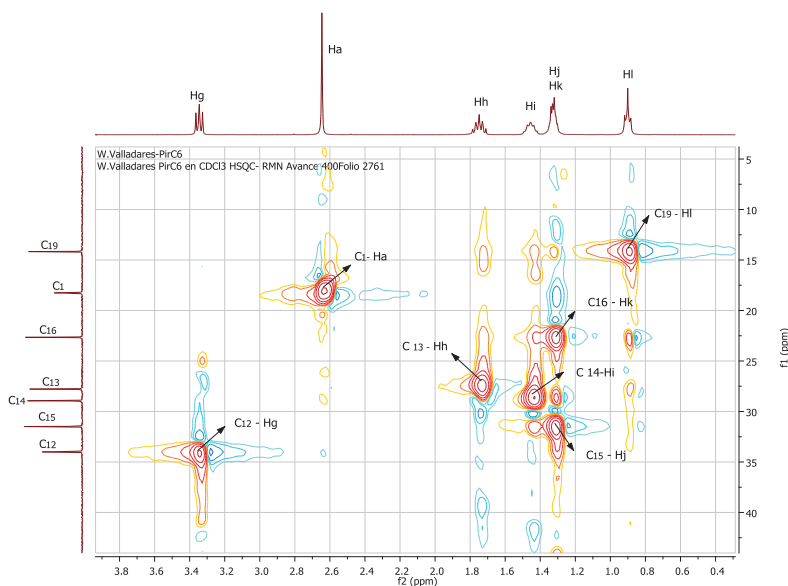 Ha
Hj
Hk
Hl
Hg
Hh
Hi
W.Valladares-PirC6
W.Valladares PirC6 en CDCl3 HSQC- RMN Avance 400Folio 2761
C19 - Hl
C19
C1- Ha
C1
C16 - Hk
C16
C 13 - Hh
C 14-Hi
C13
C14
C15
C12 - Hg
C12
C15 - Hj
5
10
15
20
25
30
35
40
f1 (ppm)
3.8 3.6 3.4 3.2 3.0 2.8 2.6 2.4 2.2 2.0 1.8 1.6 1.4 1.2 1.0 0.8 0.6 0.4
f2 (ppm)